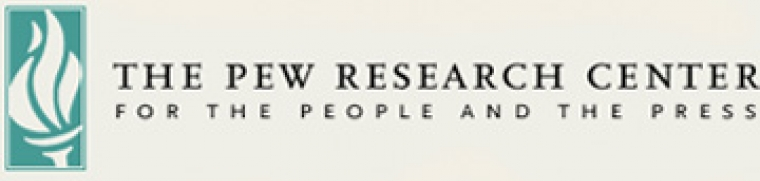 THE PEW RESEARCH CENTER
FOR THE PEOPLE AND THE PRESS